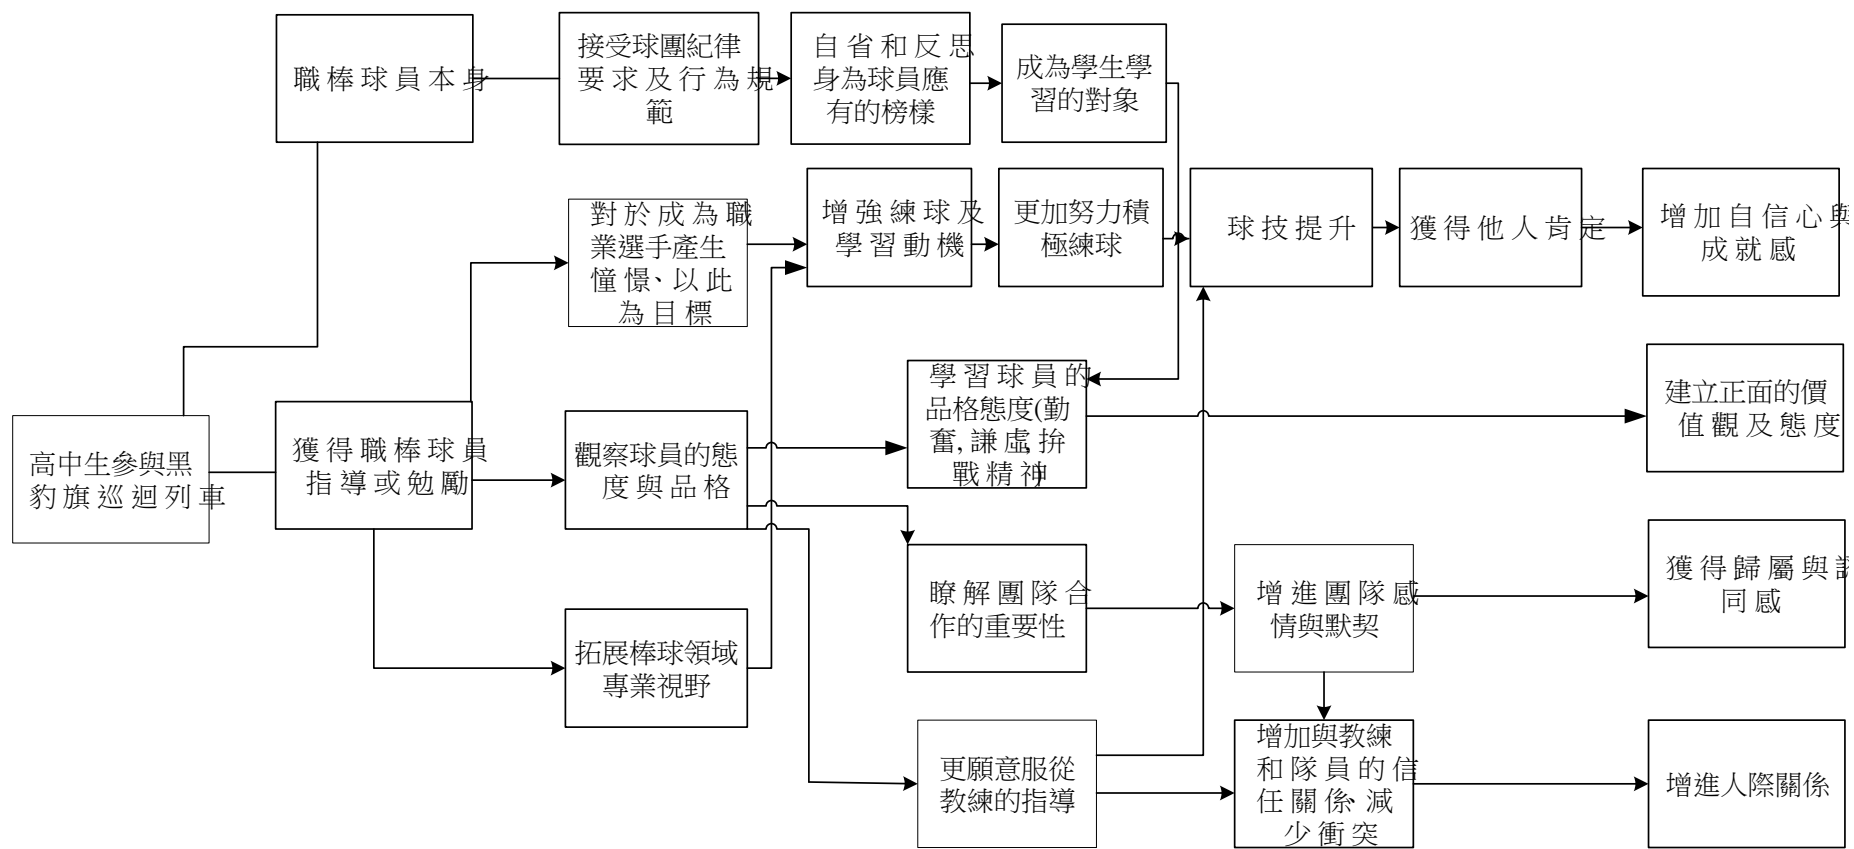 職棒球員本身
接受球團紀律
要求及行為規
範
自省和反思
身為球員應
有的榜樣
成為學生學
習的對象
對於成為職
業選手產生
憧憬、以此
為目標
增強練球及
學習動機
更加努力積
極練球
球技提升
獲得他人肯定
增加自信心與
成就感
高中生參與黑
豹旗巡迴列車
獲得職棒球員
指導或勉勵
觀察球員的態
度與品格
學習球員的
品格態度(勤
奮,謙虛,拚
戰精神)
建立正面的價
值觀及態度
瞭解團隊合
作的重要性
增進團隊感
情與默契
獲得歸屬與認
同感
拓展棒球領域
專業視野
更願意服從
教練的指導
增加與教練
和隊員的信
任關係、減
少衝突
增進人際關係